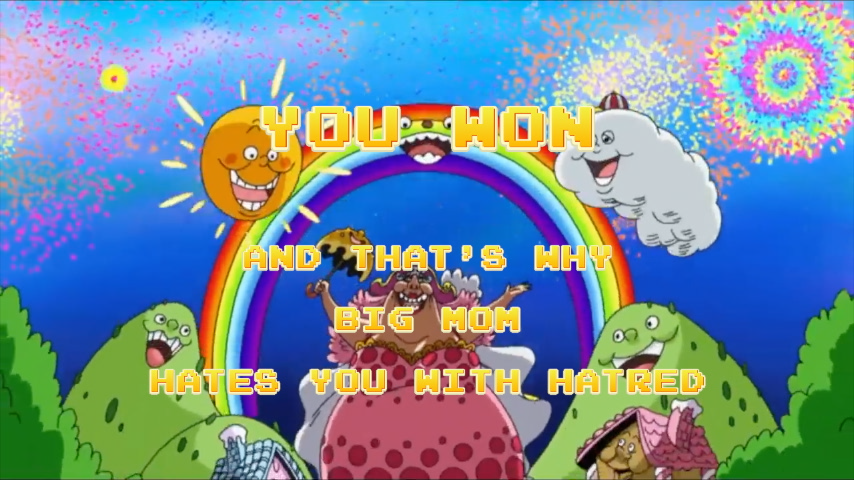 YOU WON
AND THAT'S WHY
BIG MOM
HATES YOU WITH HATRED